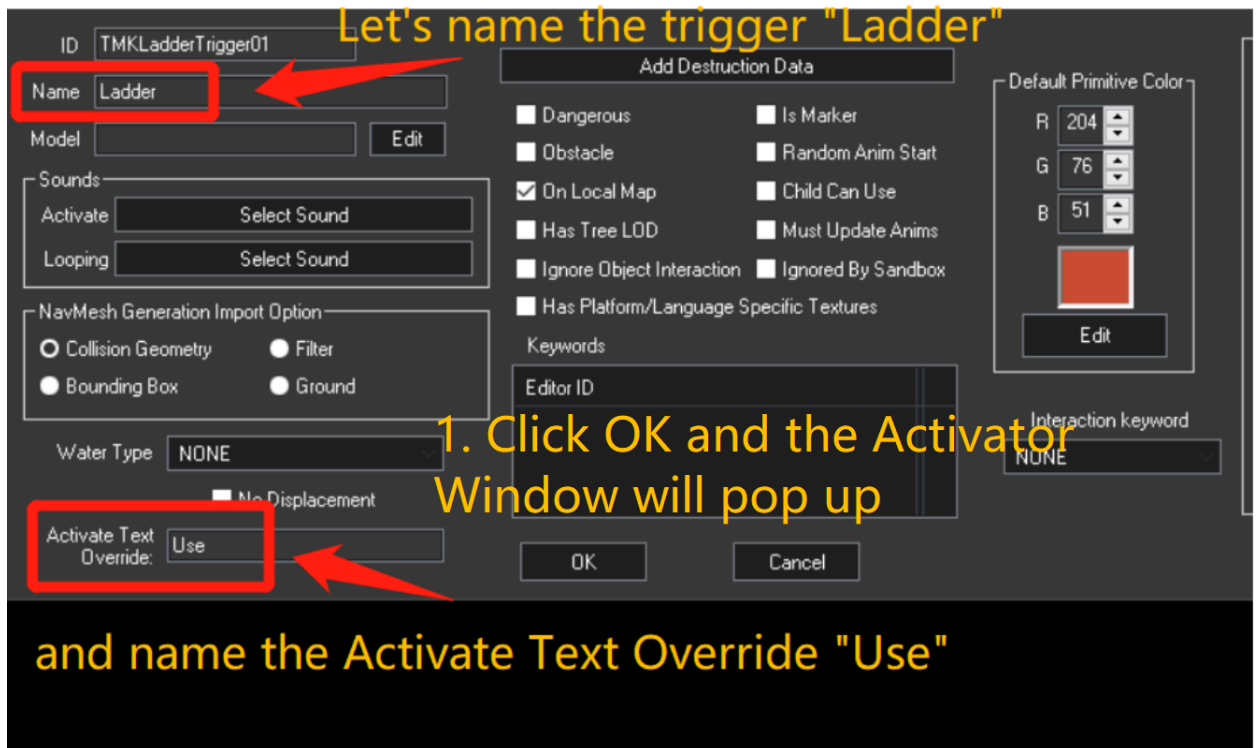 Let's name the trigger "Ladder"
ID TMKLadderTrigger01
Name Ladder
Model Edit
Sounds
Activate Select Sound
Looping Select Sound
NavMesh Generation Import Option
Collision Geometry Filter
Bounding Box Ground
Water Type NONE
No Displacement
Activate Text
Override: Use
Add Destruction Data
Dangerous Is Marker
Obstacle Random Anim Start
On Local Map Child Can Use
Has Tree LOD Must Update Anims
Ignore Object Interaction Ignored By Sandbox
Has Platform/Language Specific Textures
Keywords
Editor ID
1. Click OK and the Activator
Window will pop up
OK Cancel
Default Primitive Color
R 204
G 76
B 51
Edit
Interaction keyword
NONE
and name the Activate Text Override "Use"